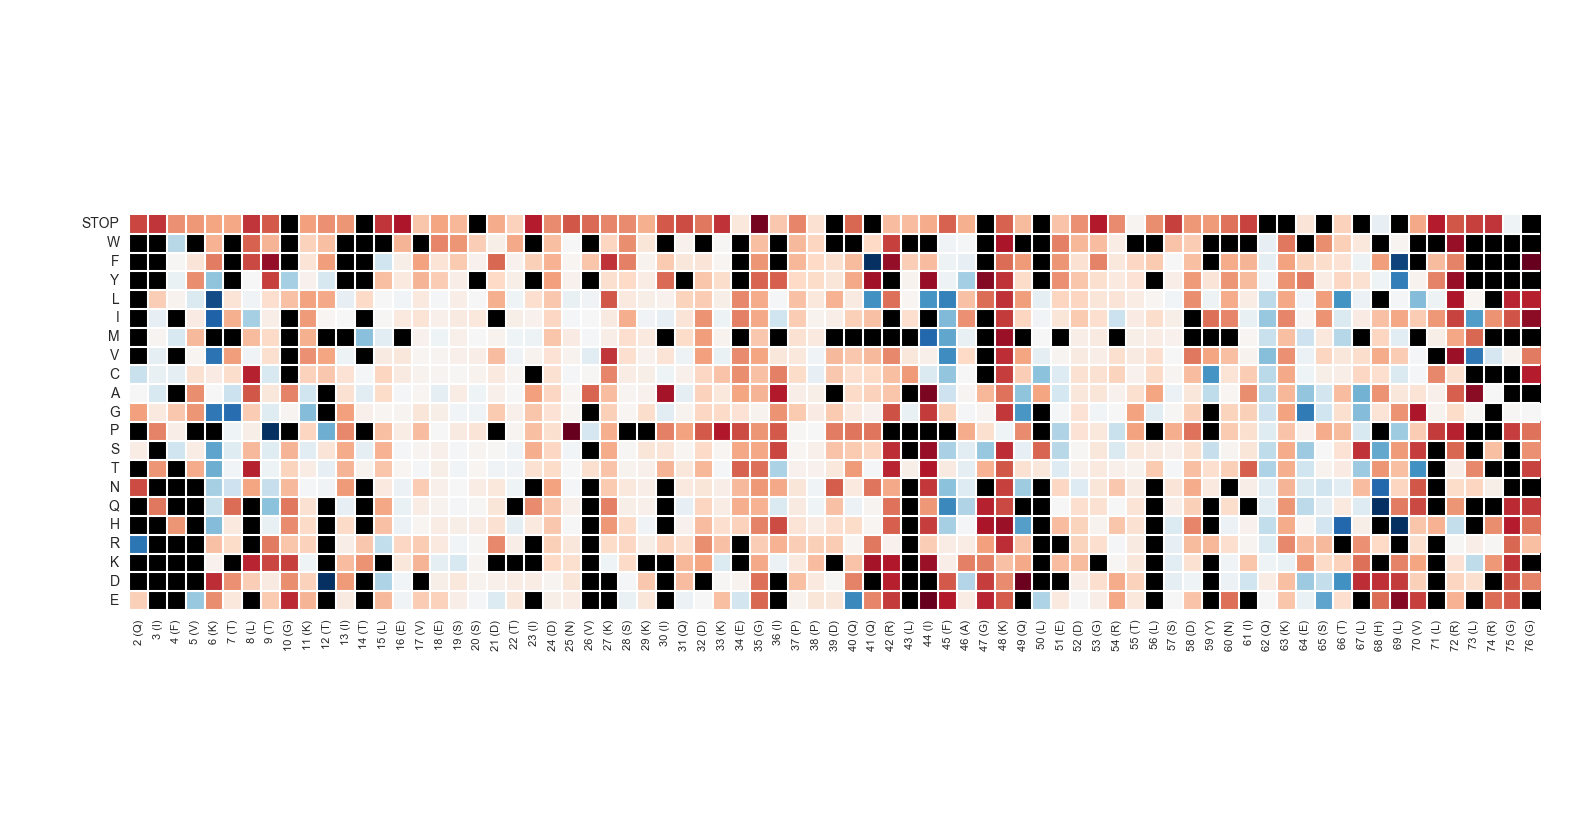 STOP
W
F
Y
L
I
M
V
C
A
G
P
S
T
N
Q
H
R
K
D
E
2 (Q)
3 (I)
4 (F)
5 (V)
6 (K)
7 (T)
8 (L)
9 (T)
10 (G)
11 (K)
12 (T)
13 (I)
14 (T)
15 (L)
16 (E)
17 (V)
18 (E)
19 (S)
20 (S)
21 (D)
22 (T)
23 (I)
24 (D)
25 (N)
26 (V)
27 (K)
28 (S)
29 (K)
30 (I)
31 (Q)
32 (D)
33 (K)
34 (E)
35 (G)
36 (I)
37 (P)
38 (P)
39 (D)
40 (Q)
41 (Q)
42 (R)
43 (L)
44 (I)
45 (F)
46 (A)
47 (G)
48 (K)
49 (Q)
50 (L)
51 (E)
52 (D)
53 (G)
54 (R)
55 (T)
56 (L)
57 (S)
58 (D)
59 (Y)
60 (N)
61 (I)
62 (Q)
63 (K)
64 (E)
65 (S)
66 (T)
67 (L)
68 (H)
69 (L)
70 (V)
71 (L)
72 (R)
73 (L)
74 (R)
75 (G)
76 (G)